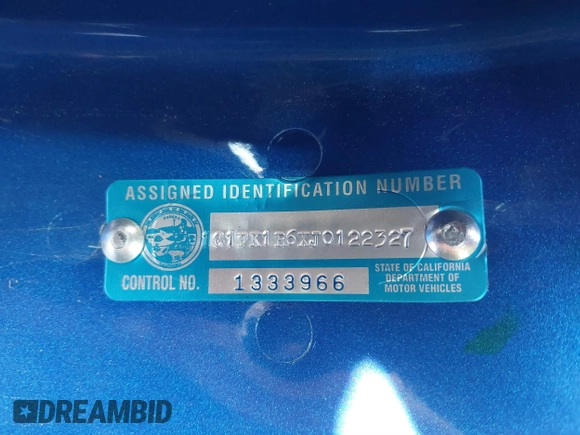 ASSIGNED IDENTIFICATION NUMBER
CONTROL NO.
1333966
STATE OF CALIFORNIA
DEPARTMENT OF
MOTOR VEHICLES
DREAMBID